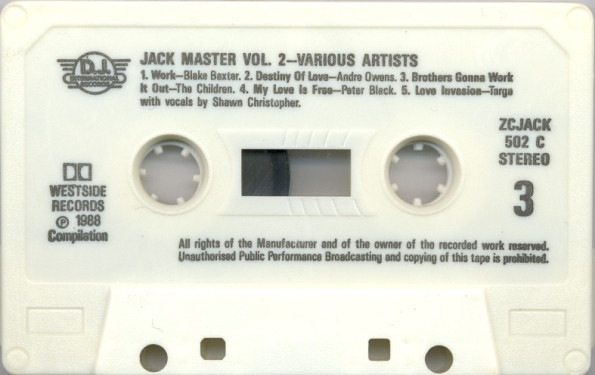 JACK MASTER VOL. 2–VARIOUS ARTISTS
1. Work–Blake Baxter. 2. Destiny Of Love–Andre Owens. 3. Brothers Gonna Work
It Out–The Children. 4. My Love Is Free–Peter Black. 5. Love Invasion–Targe
with vocals by Shawn Christopher.
D.J.
INTERNATIONAL
RECORDS
ZCJACK
502 C
STEREO
3
WESTSIDE
RECORDS
℗ 1988
Compilation
All rights of the Manufacturer and of the owner of the recorded work reserved.
Unauthorised Public Performance Broadcasting and copying of this tape is prohibited.